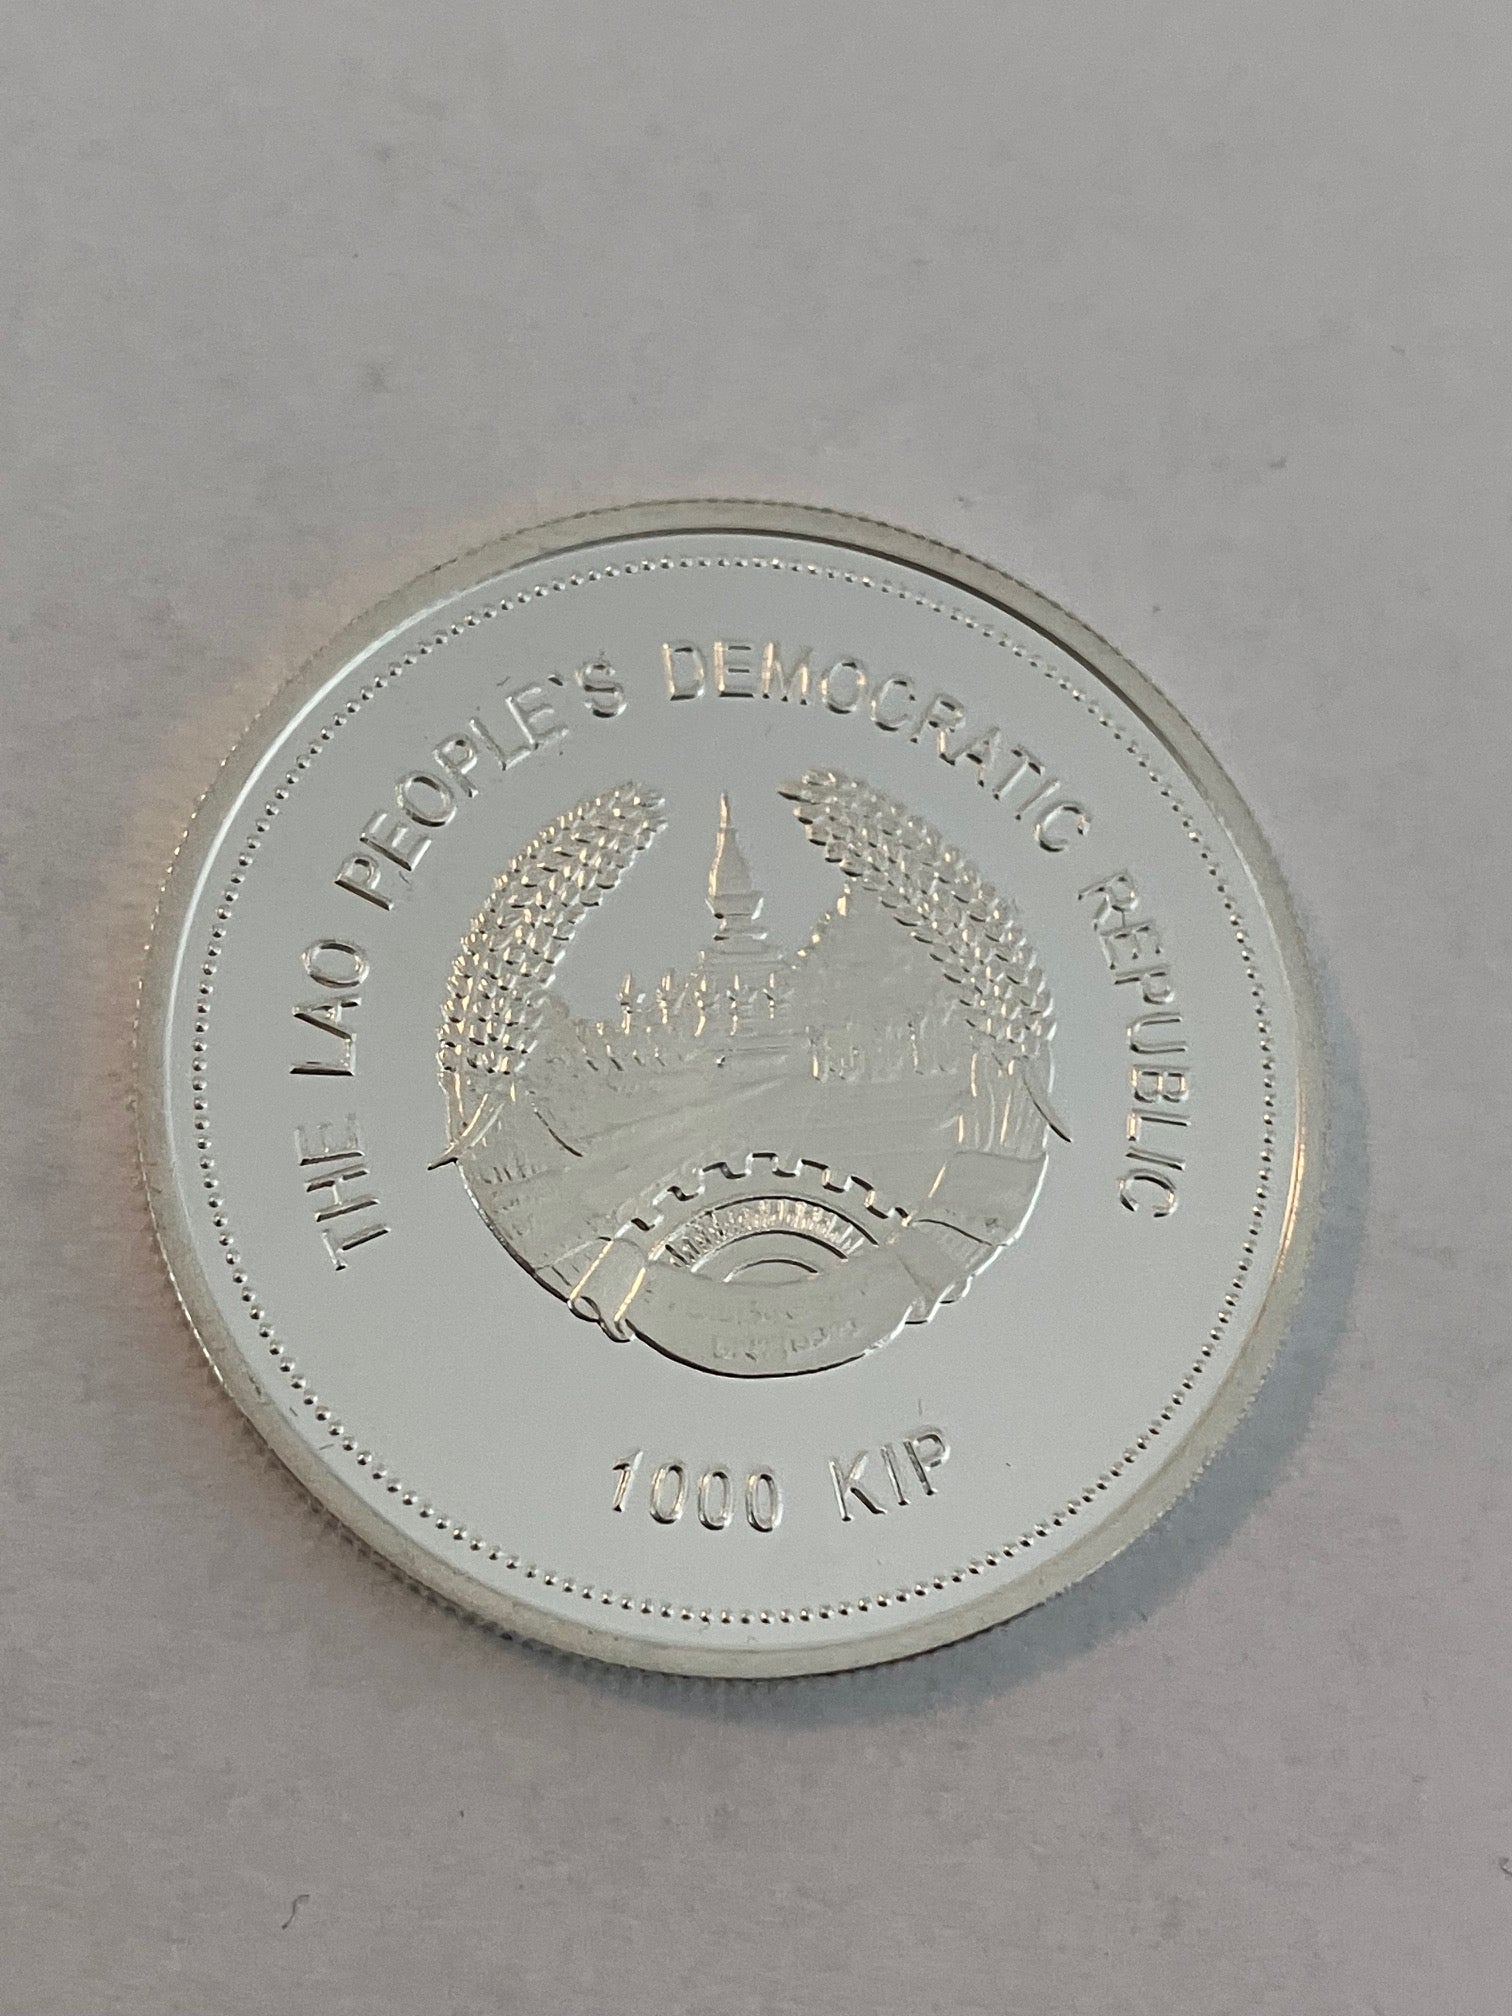 THE LAO PEOPLE'S DEMOCRATIC REPUBLIC
1000 KIP